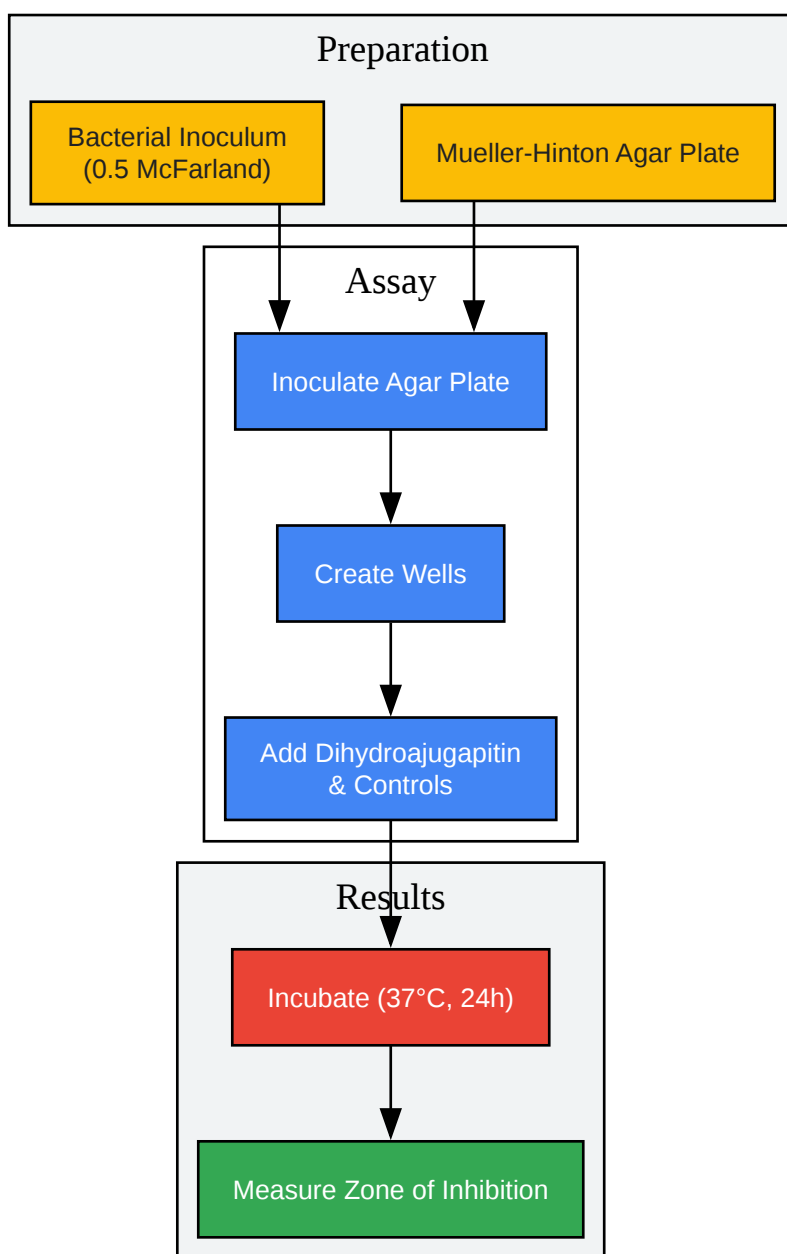 Preparation
Bacterial Inoculum
(0.5 McFarland)
Mueller-Hinton Agar Plate
Assay
Inoculate Agar Plate
Create Wells
Add Dihydroajugapitin
& Controls
Results
Incubate (37°C, 24h)
Measure Zone of Inhibition